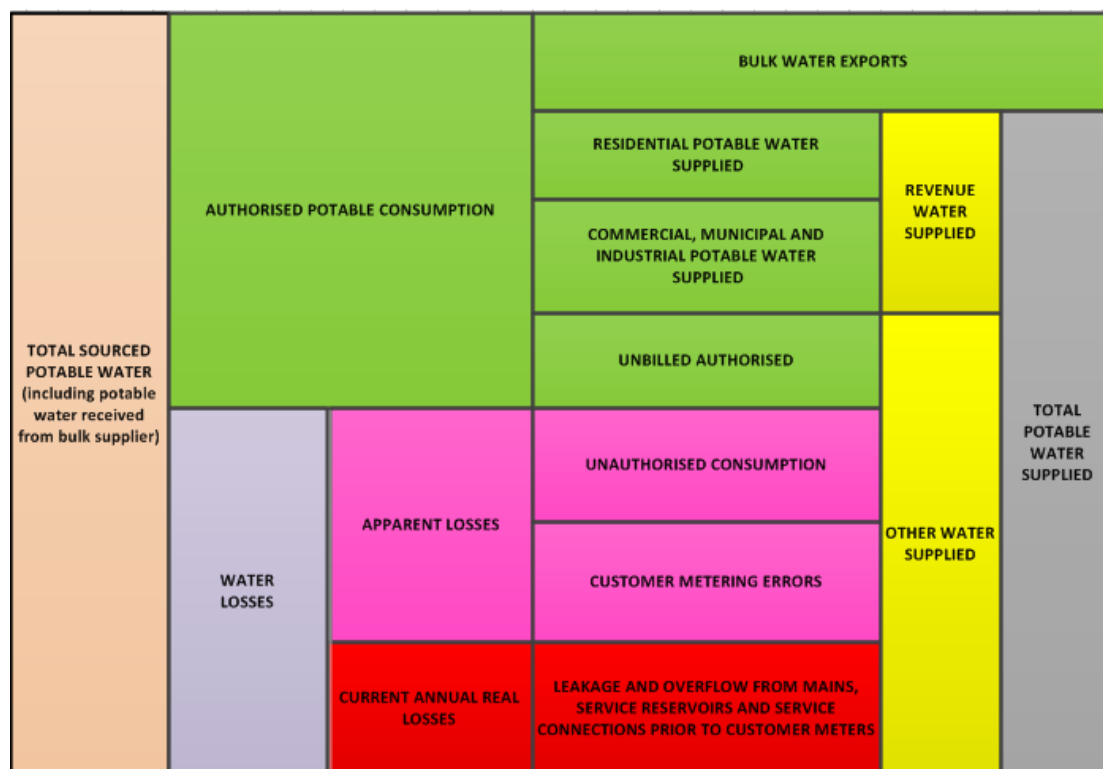 TOTAL SOURCED
POTABLE WATER
(including potable
water received
from bulk supplier)
AUTHORISED POTABLE CONSUMPTION
BULK WATER EXPORTS
RESIDENTIAL POTABLE WATER
SUPPLIED
COMMERCIAL, MUNICIPAL AND
INDUSTRIAL POTABLE WATER
SUPPLIED
UNBILLED AUTHORISED
REVENUE
WATER
SUPPLIED
WATER
LOSSES
APPARENT LOSSES
UNAUTHORISED CONSUMPTION
CUSTOMER METERING ERRORS
CURRENT ANNUAL REAL
LOSSES
LEAKAGE AND OVERFLOW FROM MAINS,
SERVICE RESERVOIRS AND SERVICE
CONNECTIONS PRIOR TO CUSTOMER METERS
OTHER WATER
SUPPLIED
TOTAL
POTABLE
WATER
SUPPLIED